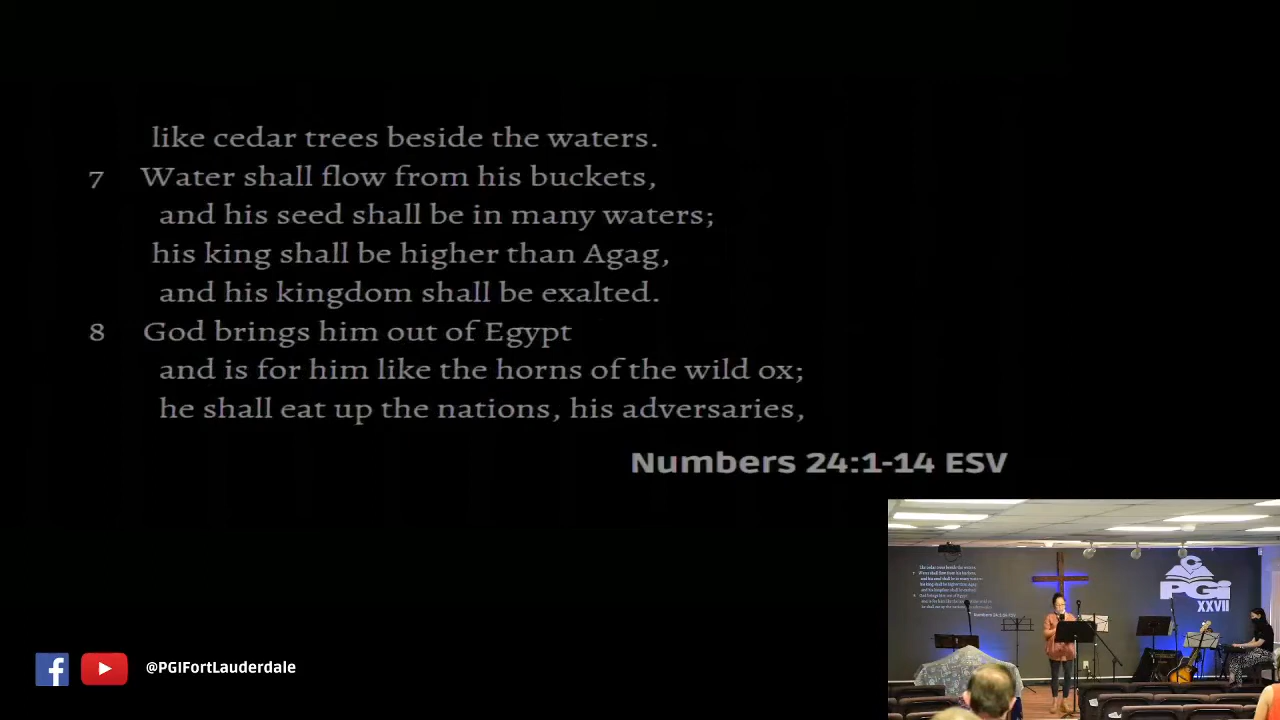 like cedar trees beside the waters.
7 Water shall flow from his buckets,
and his seed shall be in many waters;
his king shall be higher than Agag,
and his kingdom shall be exalted.
8 God brings him out of Egypt
and is for him like the horns of the wild ox;
he shall eat up the nations, his adversaries,
Numbers 24:1-14 ESV
@PGIFortLauderdale
C
PGI
XXVII